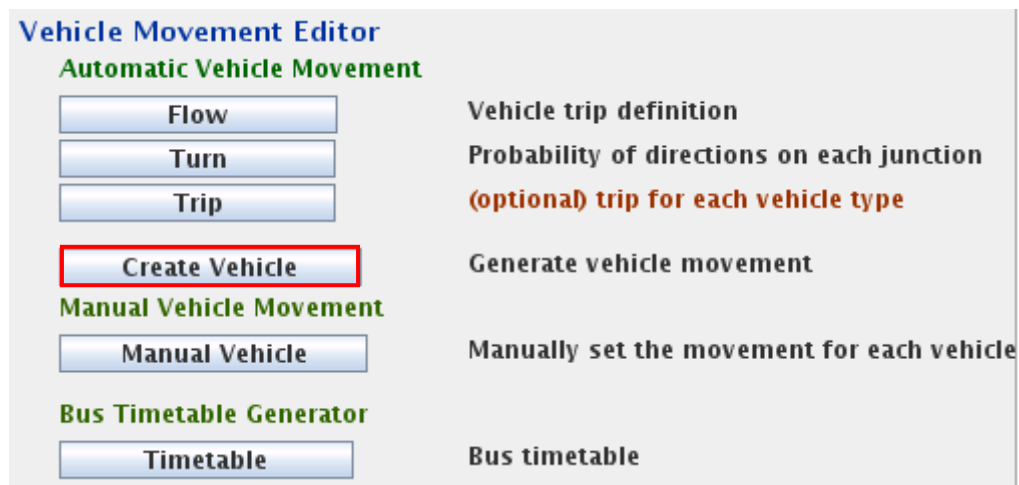 Vehicle Movement Editor
Automatic Vehicle Movement
Flow Vehicle trip definition
Turn Probability of directions on each junction
Trip (optional) trip for each vehicle type
Create Vehicle Generate vehicle movement
Manual Vehicle Movement
Manual Vehicle Manually set the movement for each vehicle
Bus Timetable Generator
Timetable Bus timetable